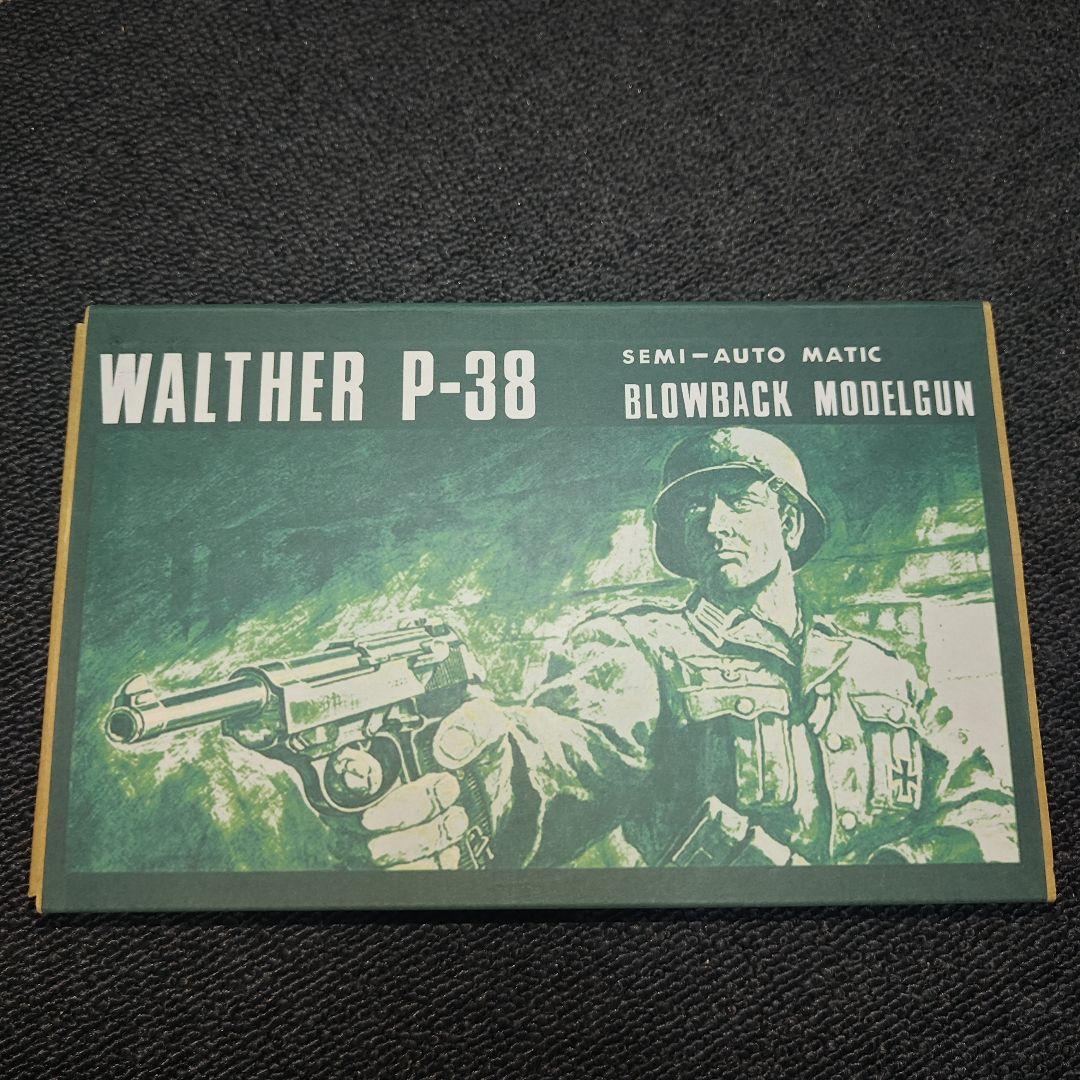 WALTHER P-38
SEMI-AUTO MATIC
BLOWBACK MODELGUN